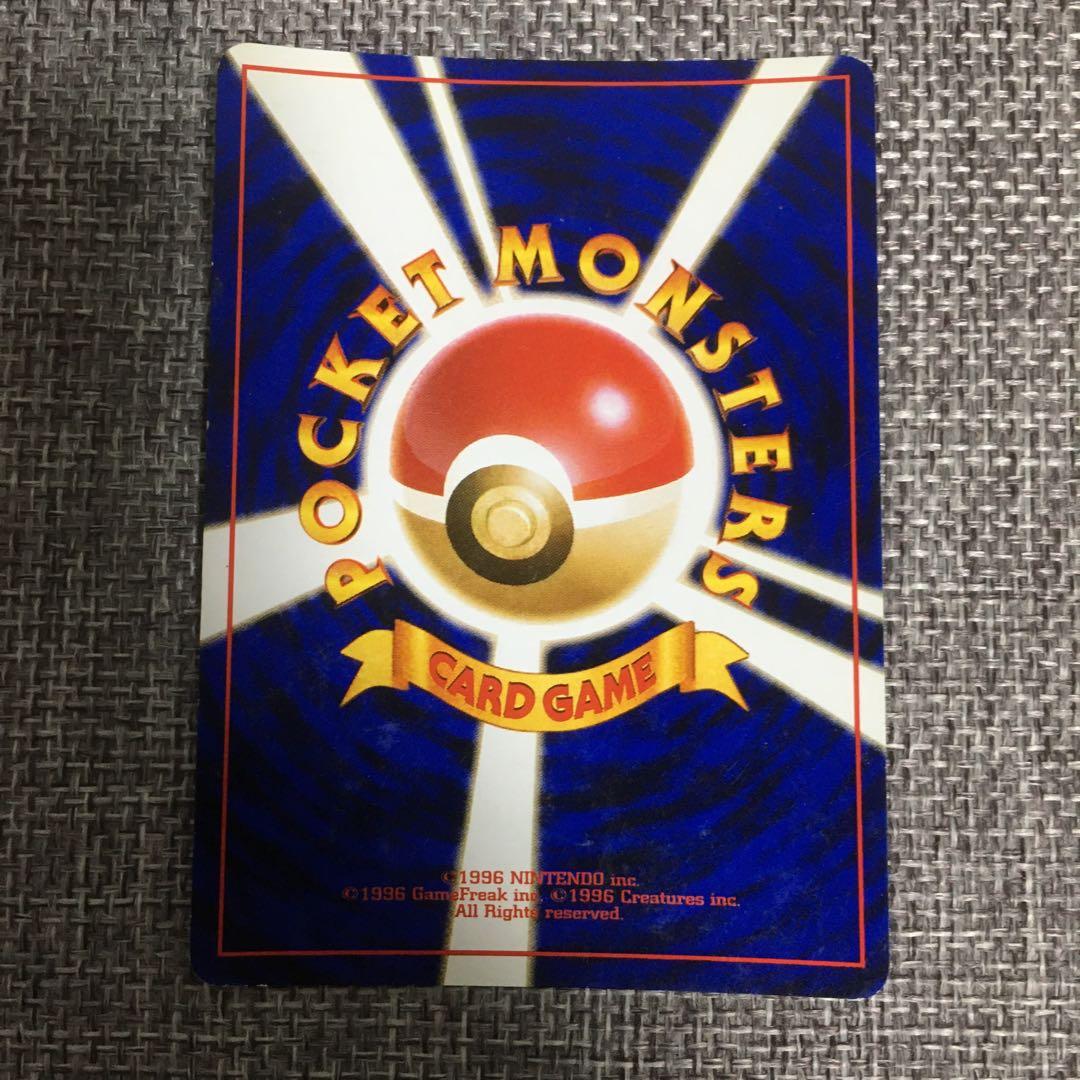 POCKET MONSTERS
CARD GAME
©1996 NINTENDO inc.
©1996 GameFreak inc. ©1996 Creatures inc.
All Rights reserved.